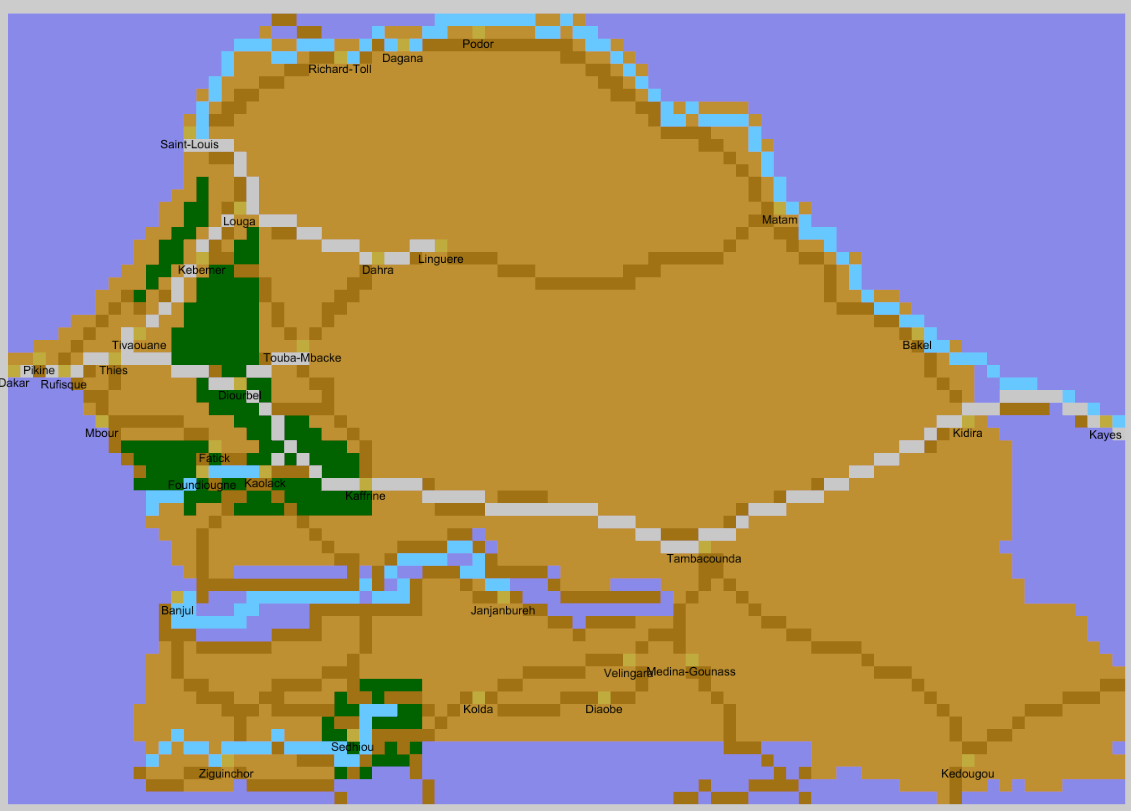 Podor
Dagana
Richard-Toll
Saint-Louis
Matam
Louga
Linguere
Dahra
Kebemer
Tivaouane
Bakel
Touba-Mbacke
Pikine
Thies
Dakar
Rufisque
Diourbel
Mbour
Kidira
Kayes
Fatick
Foundiougne
Kaolack
Kaffrine
Tambacounda
Banjul
Janjanbureh
Velingara
Medina-Gounass
Kolda
Diaobe
Sedhiou
Ziguinchor
Kedougou